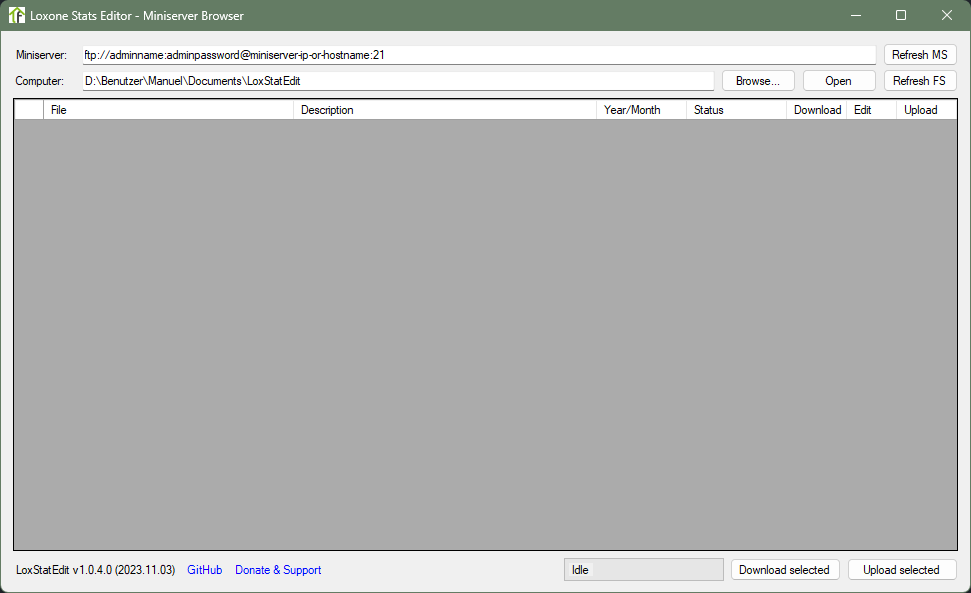 Loxone Stats Editor - Miniserver Browser
Miniserver: ftp://adminname:adminpassword@miniserver-ip-or-hostname:21 Refresh MS
Computer: D:\Benutzer\Manuel\Documents\LoxStatEdit Browse... Open Refresh FS
File Description Year/Month Status Download Edit Upload
LoxStatEdit v1.0.4.0 (2023.11.03) GitHub Donate & Support Idle Download selected Upload selected